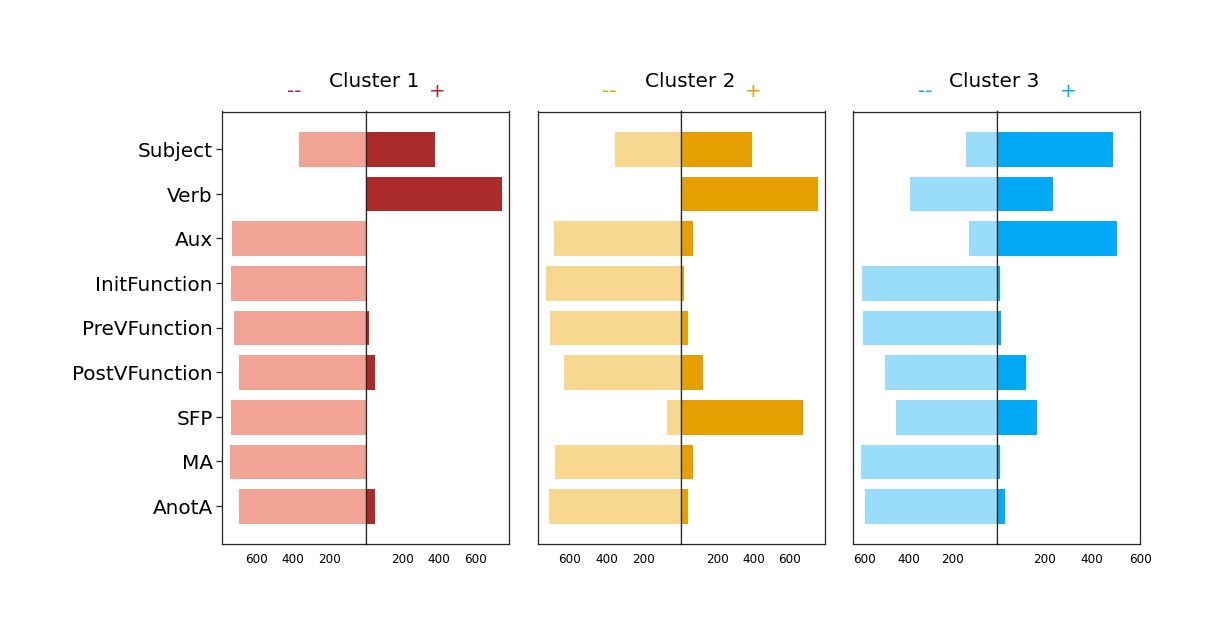 Cluster 1
-- +
Cluster 2
-- +
Cluster 3
-- +
Subject
Verb
Aux
InitFunction
PreVFunction
PostVFunction
SFP
MA
AnotA
600 400 200 200 400 600
600 400 200 200 400 600
600 400 200 200 400 600